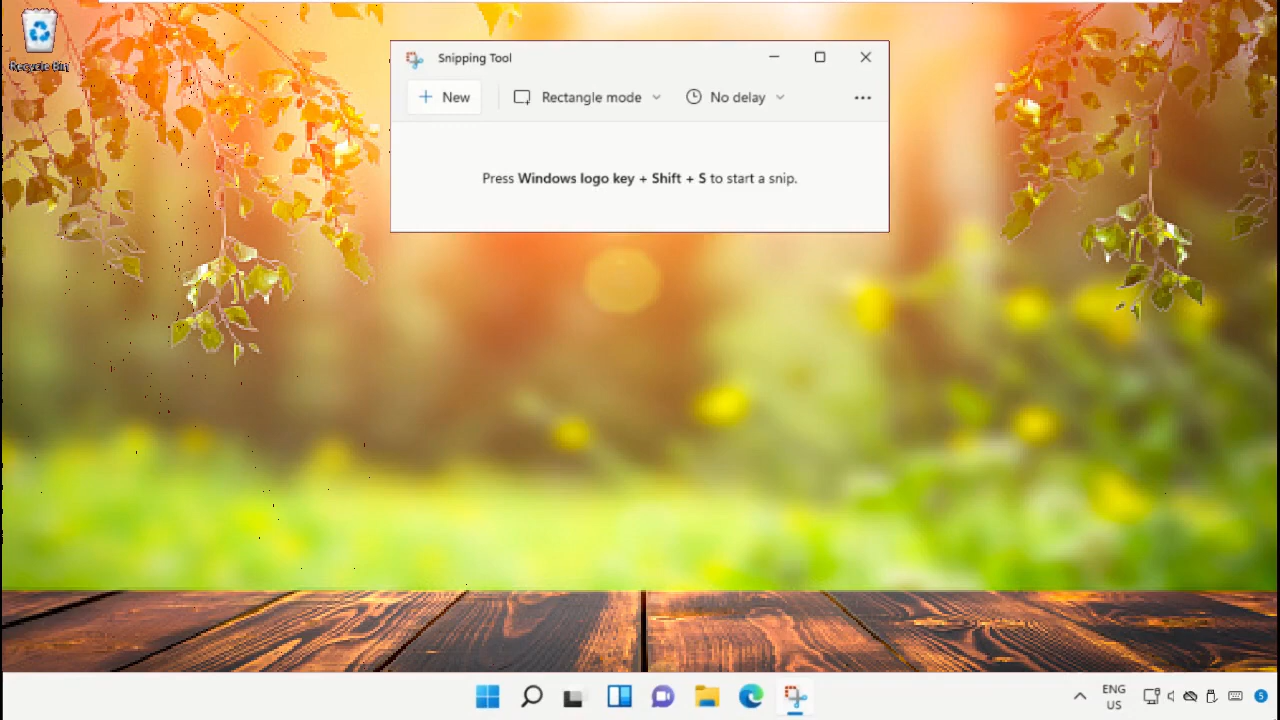 Recycle Bin
Snipping Tool
New
Rectangle mode
No delay
Press Windows logo key + Shift + S to start a snip.
ENG
US
5